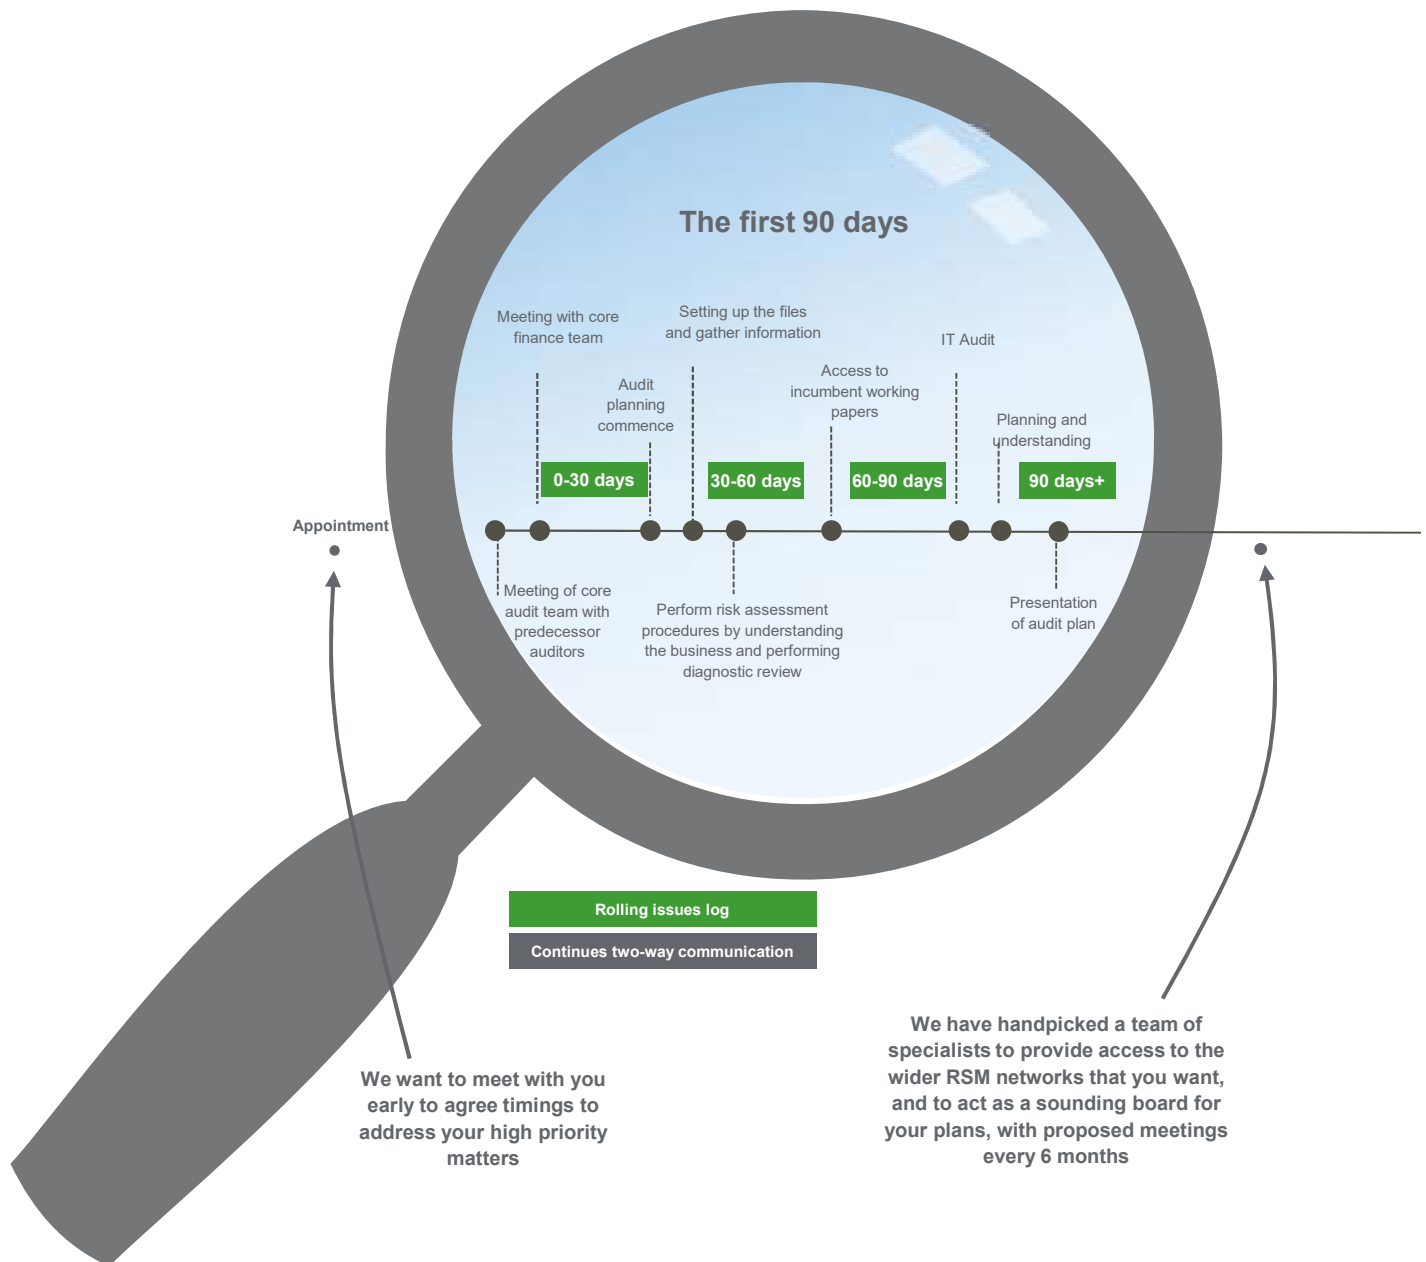 The first 90 days
Meeting with core
finance team
Setting up the files
and gather information
IT Audit
Audit
planning
commence
Access to
incumbent working
papers
Planning and
understanding
0-30 days
30-60 days
60-90 days
90 days+
Appointment
Meeting of core
audit team with
predecessor
auditors
Perform risk assessment
procedures by understanding
the business and performing
diagnostic review
Presentation
of audit plan
Rolling issues log
Continues two-way communication
We want to meet with you
early to agree timings to
address your high priority
matters
We have handpicked a team of
specialists to provide access to the
wider RSM networks that you want,
and to act as a sounding board for
your plans, with proposed meetings
every 6 months